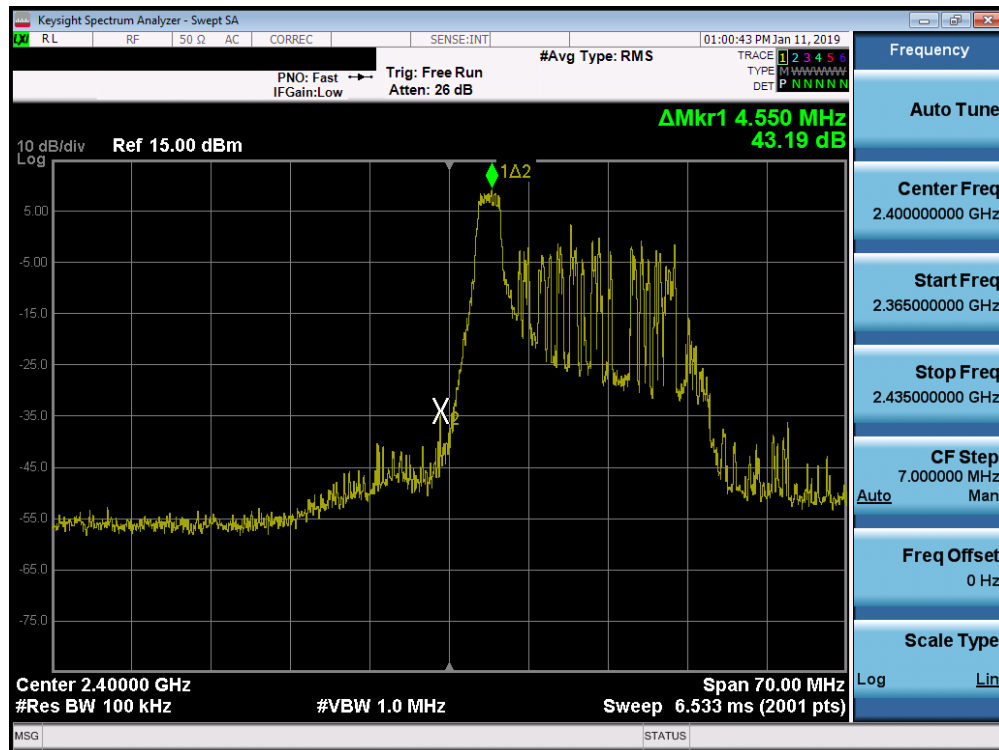 Keysight Spectrum Analyzer - Swept SA
LXI RL RF 50 Ω AC CORREC SENSE:INT 01:00:43 PM Jan 11, 2019
PNO: Fast Trig: Free Run #Avg Type: RMS TRACE 1 2 3 4 5 6
IFGain:Low Atten: 26 dB TYPE M WWWWW
DET P N N N N N
ΔMkr1 4.550 MHz
43.19 dB
10 dB/div Ref 15.00 dBm
Log
1Δ2
5.00
-5.00
-15.0
-25.0
-35.0
X2
-45.0
-55.0
-65.0
-75.0
Center 2.40000 GHz Span 70.00 MHz
#Res BW 100 kHz #VBW 1.0 MHz Sweep 6.533 ms (2001 pts)
MSG STATUS
Frequency
Auto Tune
Center Freq
2.400000000 GHz
Start Freq
2.365000000 GHz
Stop Freq
2.435000000 GHz
CF Step
7.000000 MHz
Auto Man
Freq Offset
0 Hz
Scale Type
Log Lin